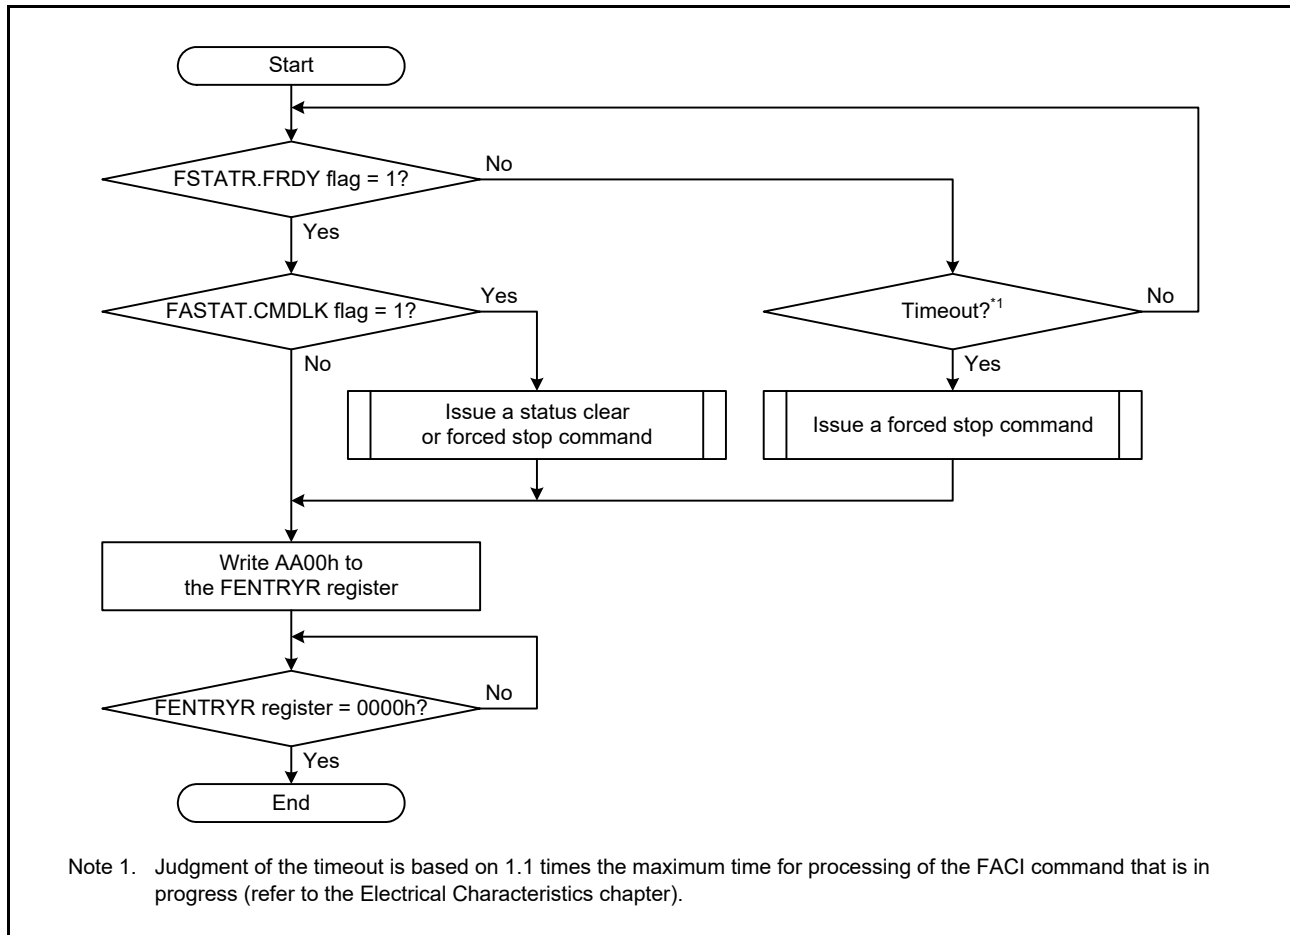 Start
FSTATR.FRDY flag = 1?
No
Yes
FASTAT.CMDLK flag = 1?
Yes
No
Timeout?*1
No
Yes
Issue a status clear
or forced stop command
Issue a forced stop command
Write AA00h to
the FENTRYR register
FENTRYR register = 0000h?
No
Yes
End
Note 1. Judgment of the timeout is based on 1.1 times the maximum time for processing of the FACI command that is in
progress (refer to the Electrical Characteristics chapter).